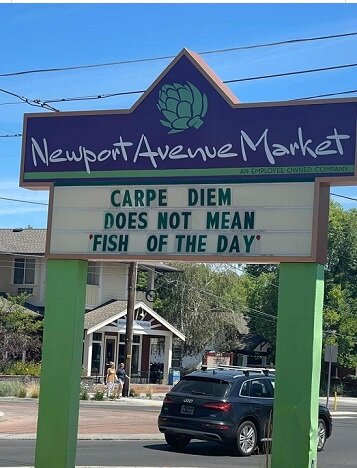 Newport Avenue Market
AN EMPLOYEE OWNED COMPANY
CARPE DIEM
DOES NOT MEAN
'FISH OF THE DAY'